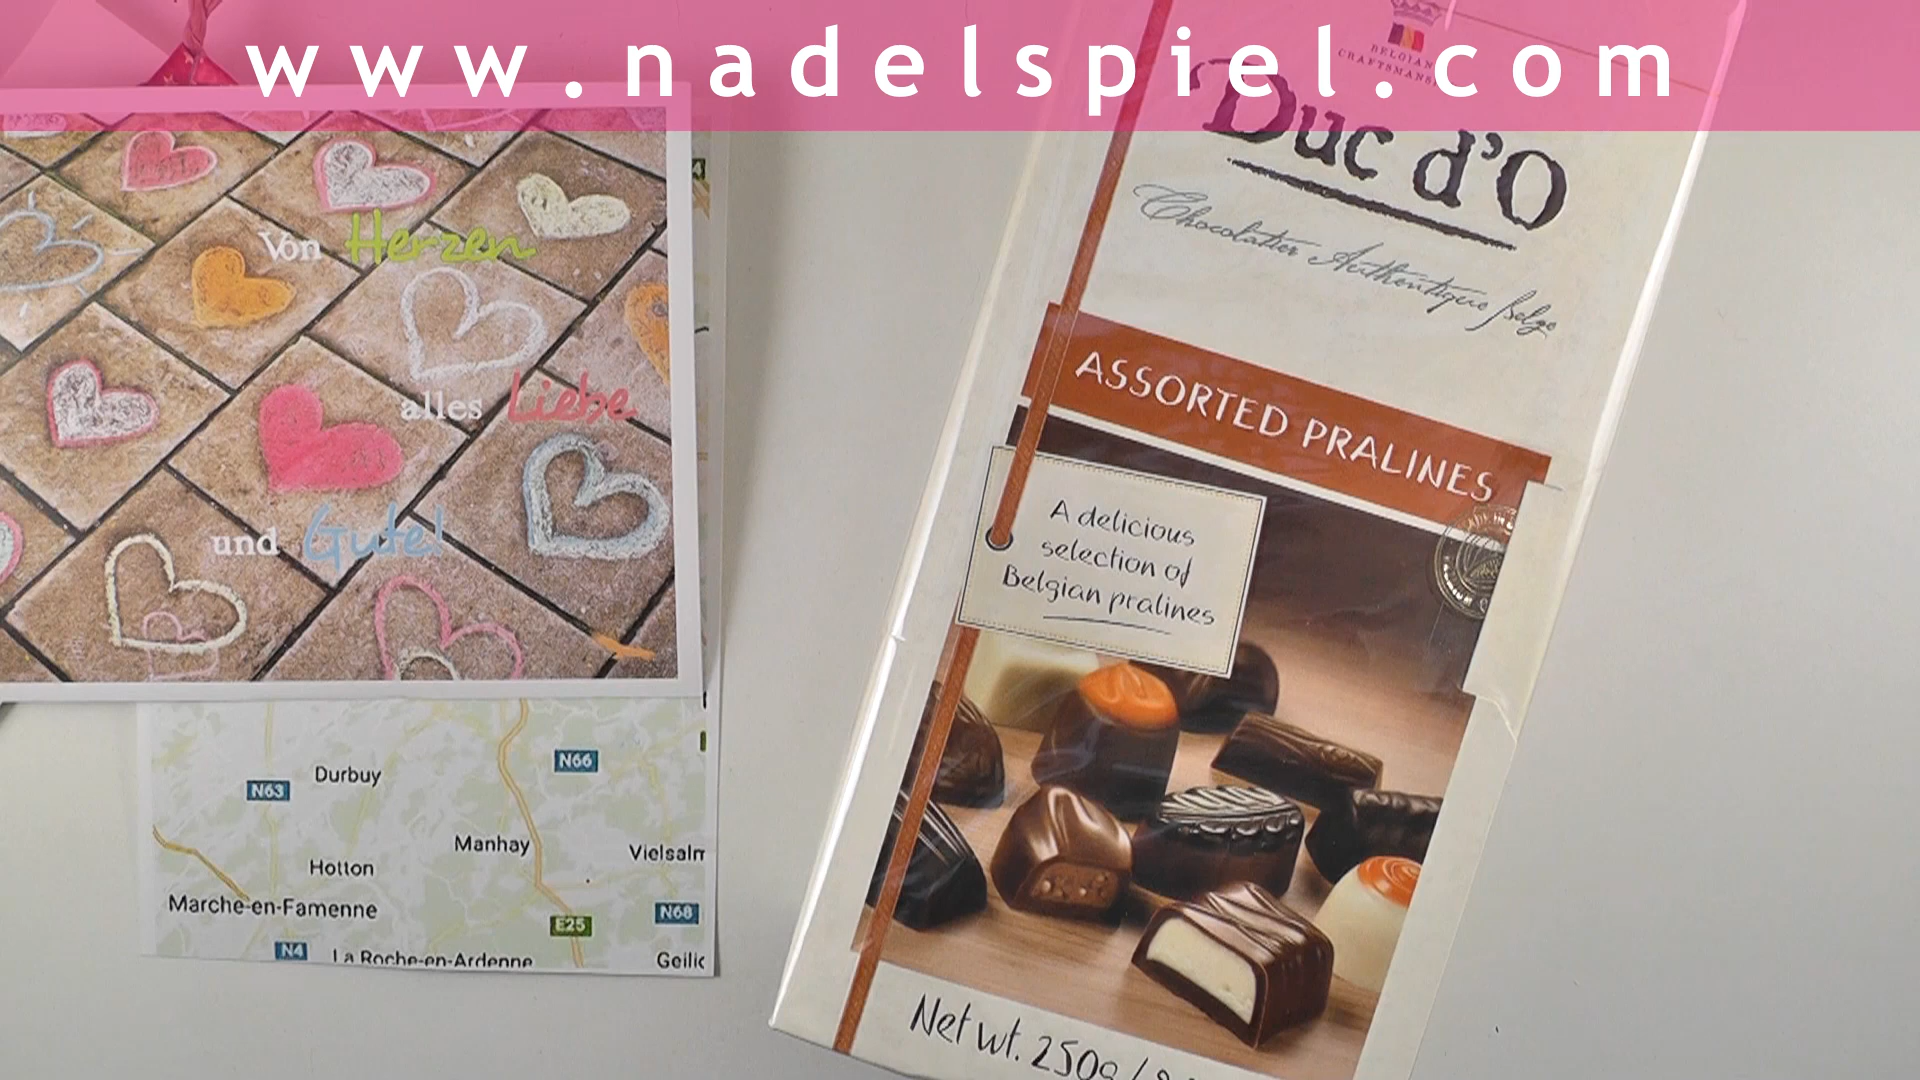 www.nadelspiel.com
Von Herzen
alles Liebe
und Gute!
N66
Durbuy
N63
Manhay
Hotton
Marche-en-Famenne
E25
N68
N4
La Roche-en-Ardenne
BELGIAN
Duc d'O
Chocolatier Authentique Belge
ASSORTED PRALINES
A delicious
selection of
Belgian pralines
Net wt. 250g /